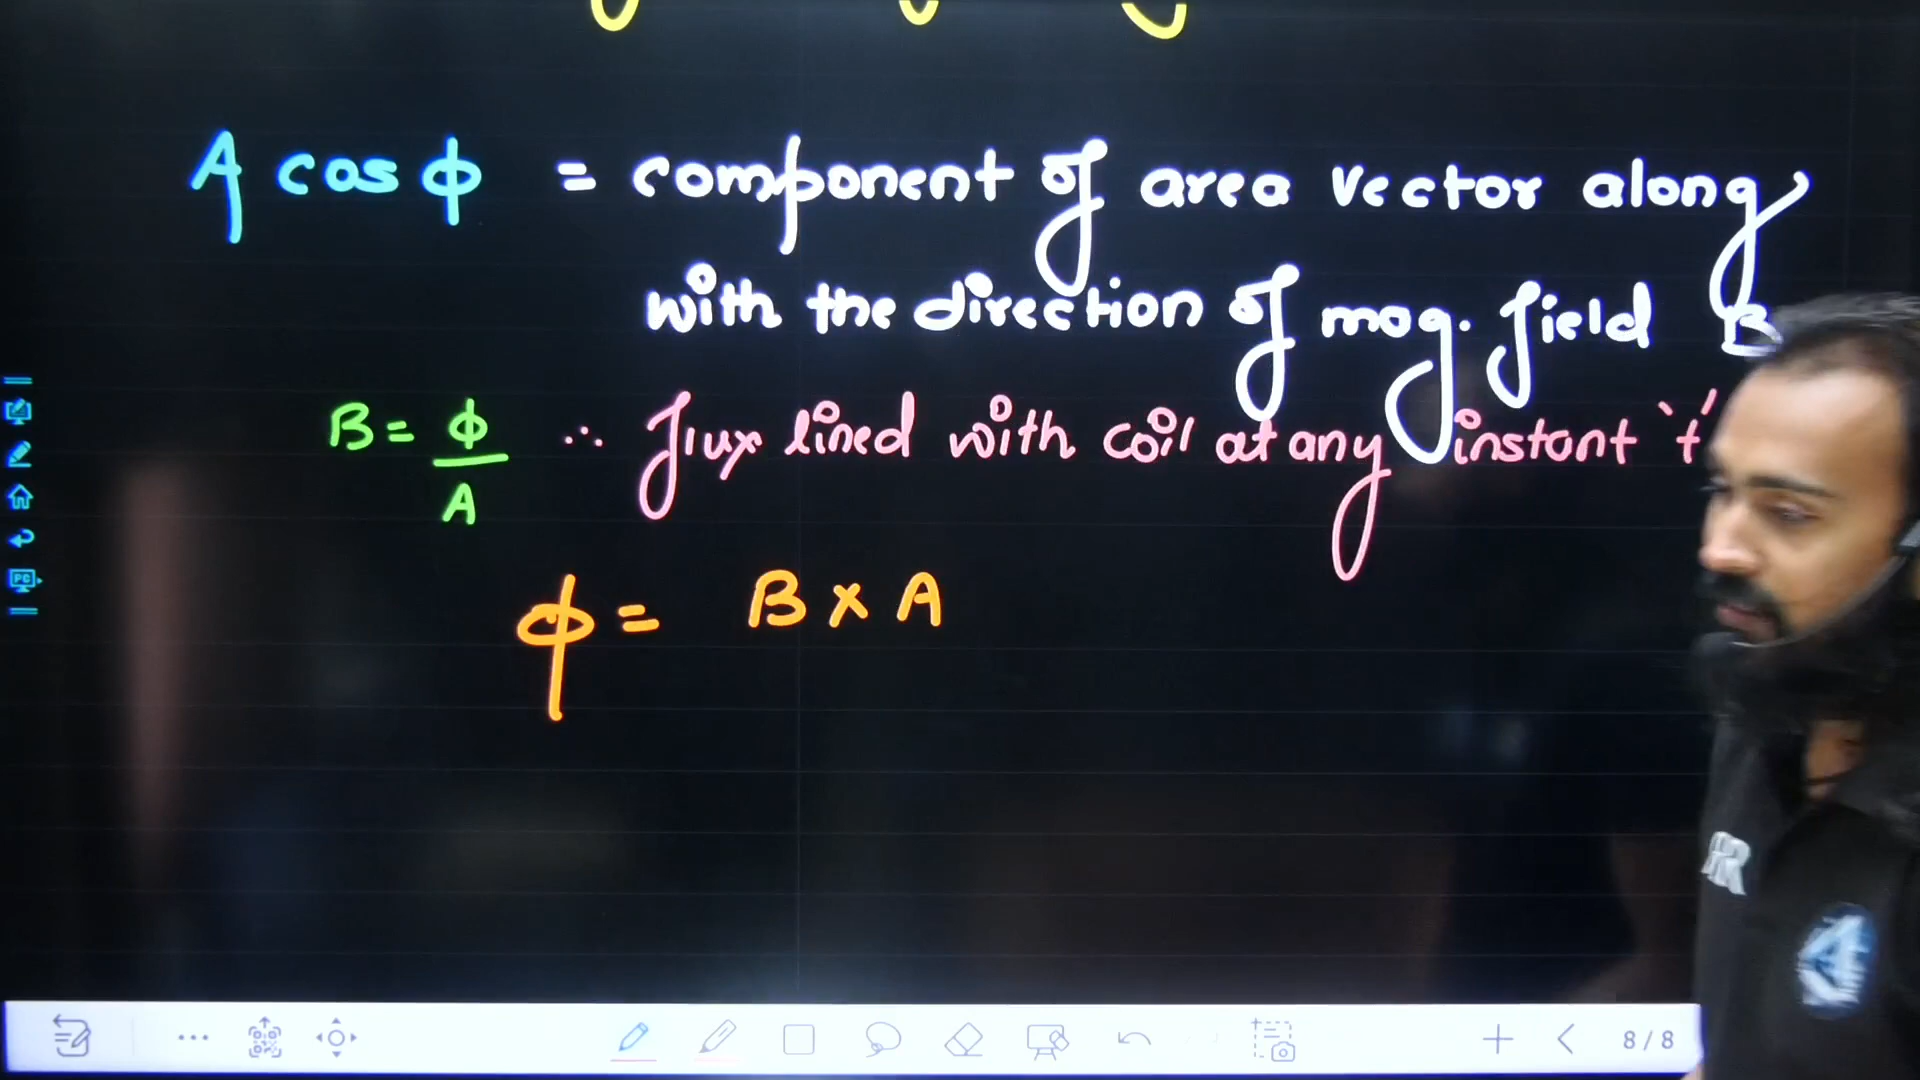 A cos ϕ = component of area vector along
with the direction of mag. field B
B = ϕ/A ∴ flux lined with coil at any instant 't'
ϕ = B × A
PC
8/8